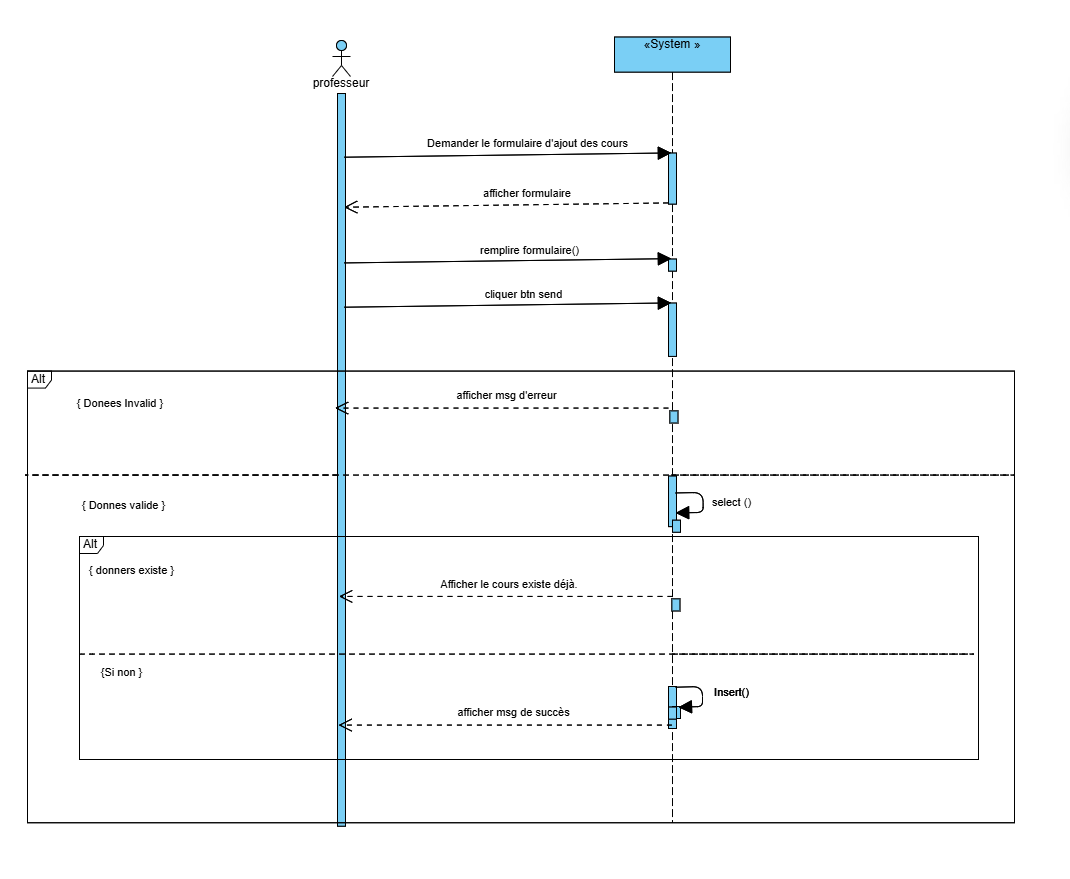 «System »
professeur
Demander le formulaire d'ajout des cours
afficher formulaire
remplire formulaire()
cliquer btn send
Alt
{ Donees Invalid }
afficher msg d'erreur
{ Donnes valide }
select ()
Alt
{ donners existe }
Afficher le cours existe déjà.
{Si non }
Insert()
afficher msg de succès